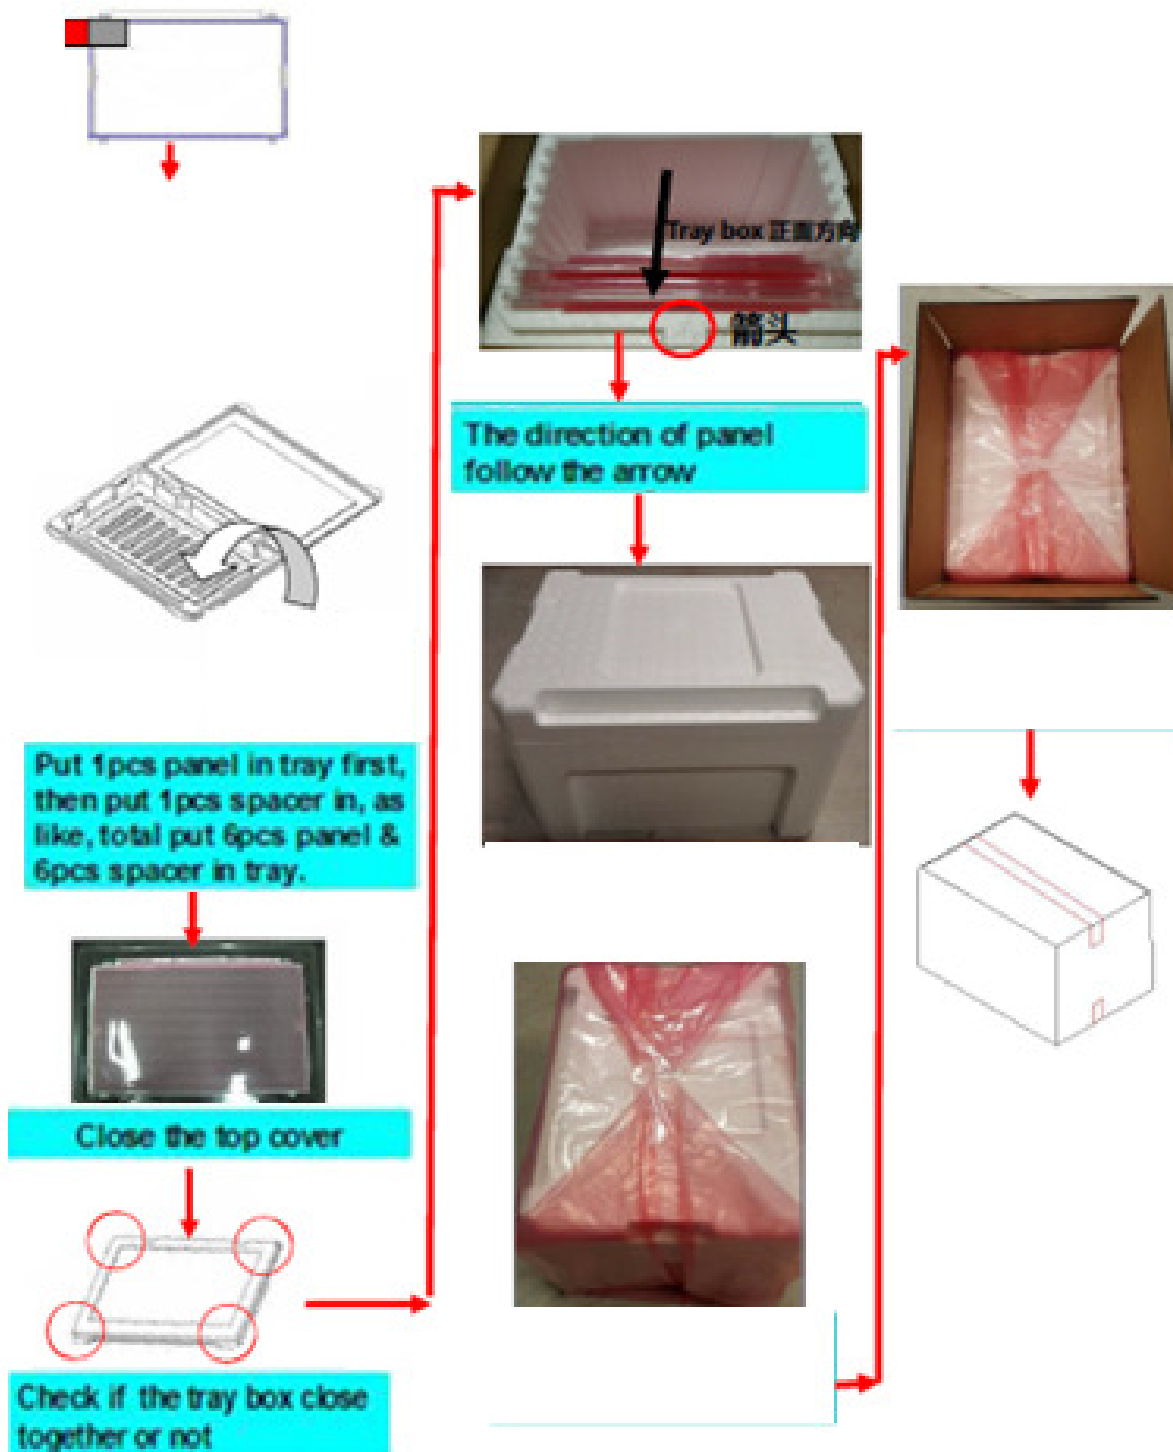 Put 1pcs panel in tray first,
then put 1pcs spacer in, as
like, total put 6pcs panel &
6pcs spacer in tray.
Close the top cover
Check if the tray box close
together or not
Tray box 正面方向
箭头
The direction of panel
follow the arrow